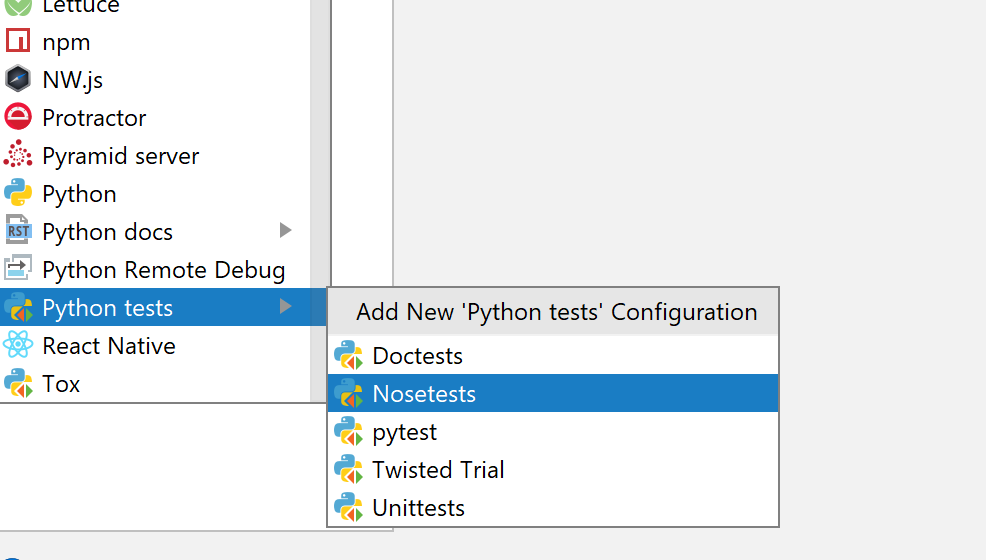 Lettuce
npm
NW.js
Protractor
Pyramid server
Python
RST
Python docs
Python Remote Debug
Python tests
React Native
Tox
Add New 'Python tests' Configuration
Doctests
Nosetests
pytest
Twisted Trial
Unittests